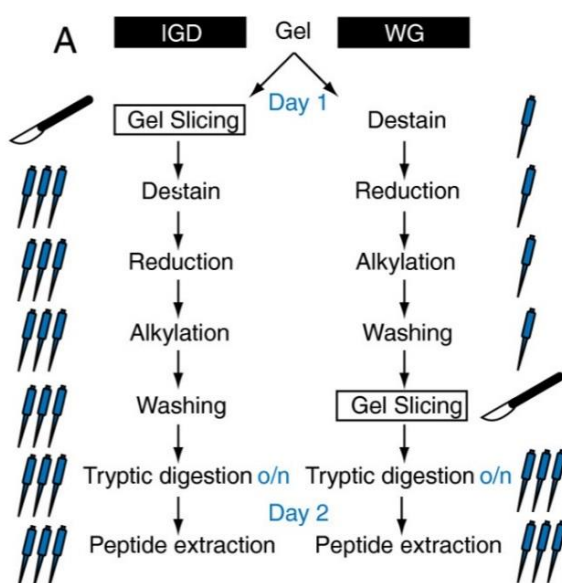 A
IGD Gel WG
Day 1
Gel Slicing Destain
Destain Reduction
Reduction Alkylation
Alkylation Washing
Washing Gel Slicing
Tryptic digestion o/n Tryptic digestion o/n
Day 2
Peptide extraction Peptide extraction